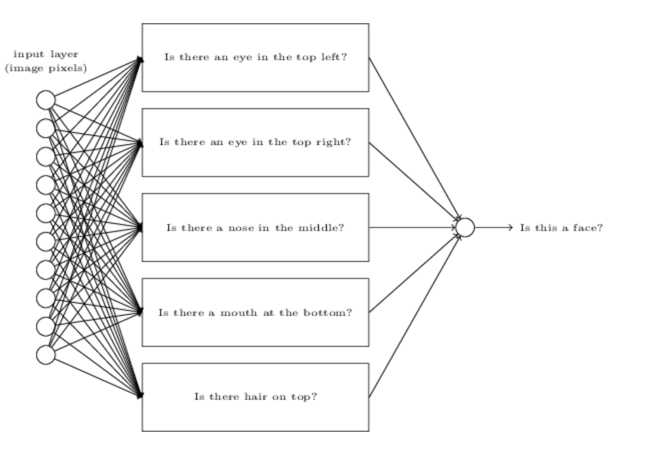 input layer
(image pixels)
Is there an eye in the top left?
Is there an eye in the top right?
Is there a nose in the middle?
Is there a mouth at the bottom?
Is there hair on top?
Is this a face?